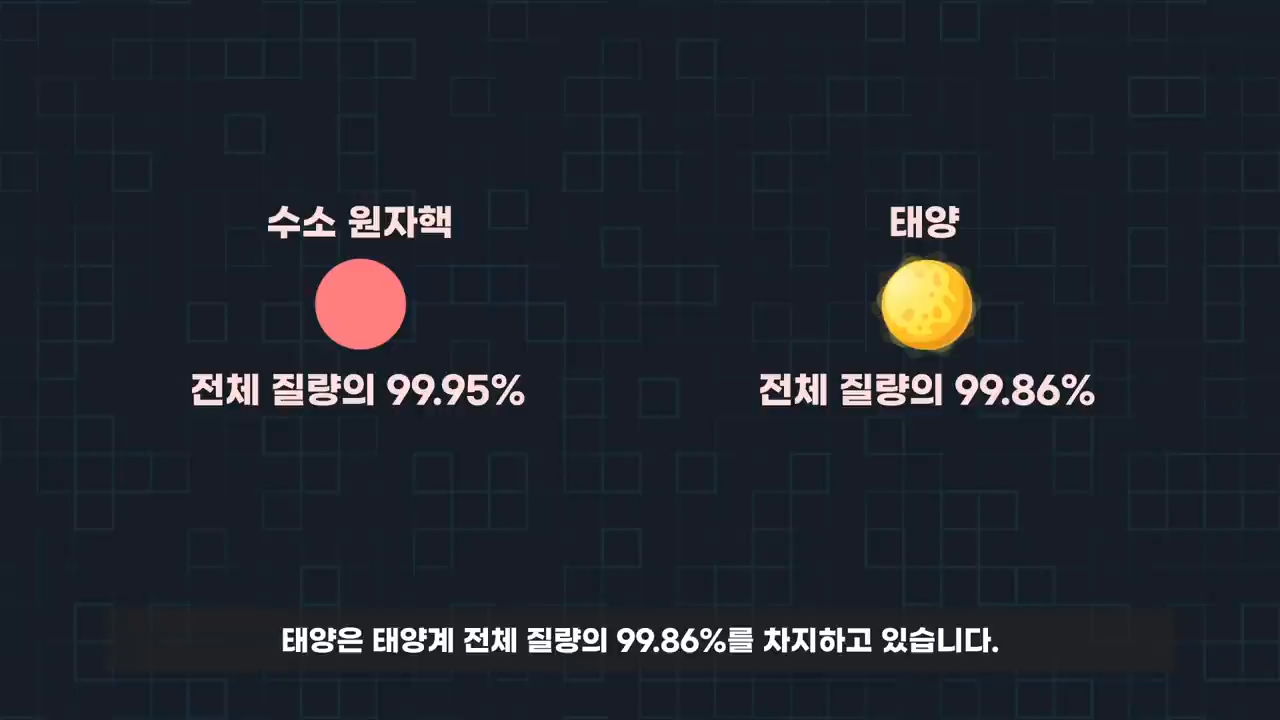 수소 원자핵
태양
전체 질량의 99.95%
전체 질량의 99.86%
태양은 태양계 전체 질량의 99.86%를 차지하고 있습니다.